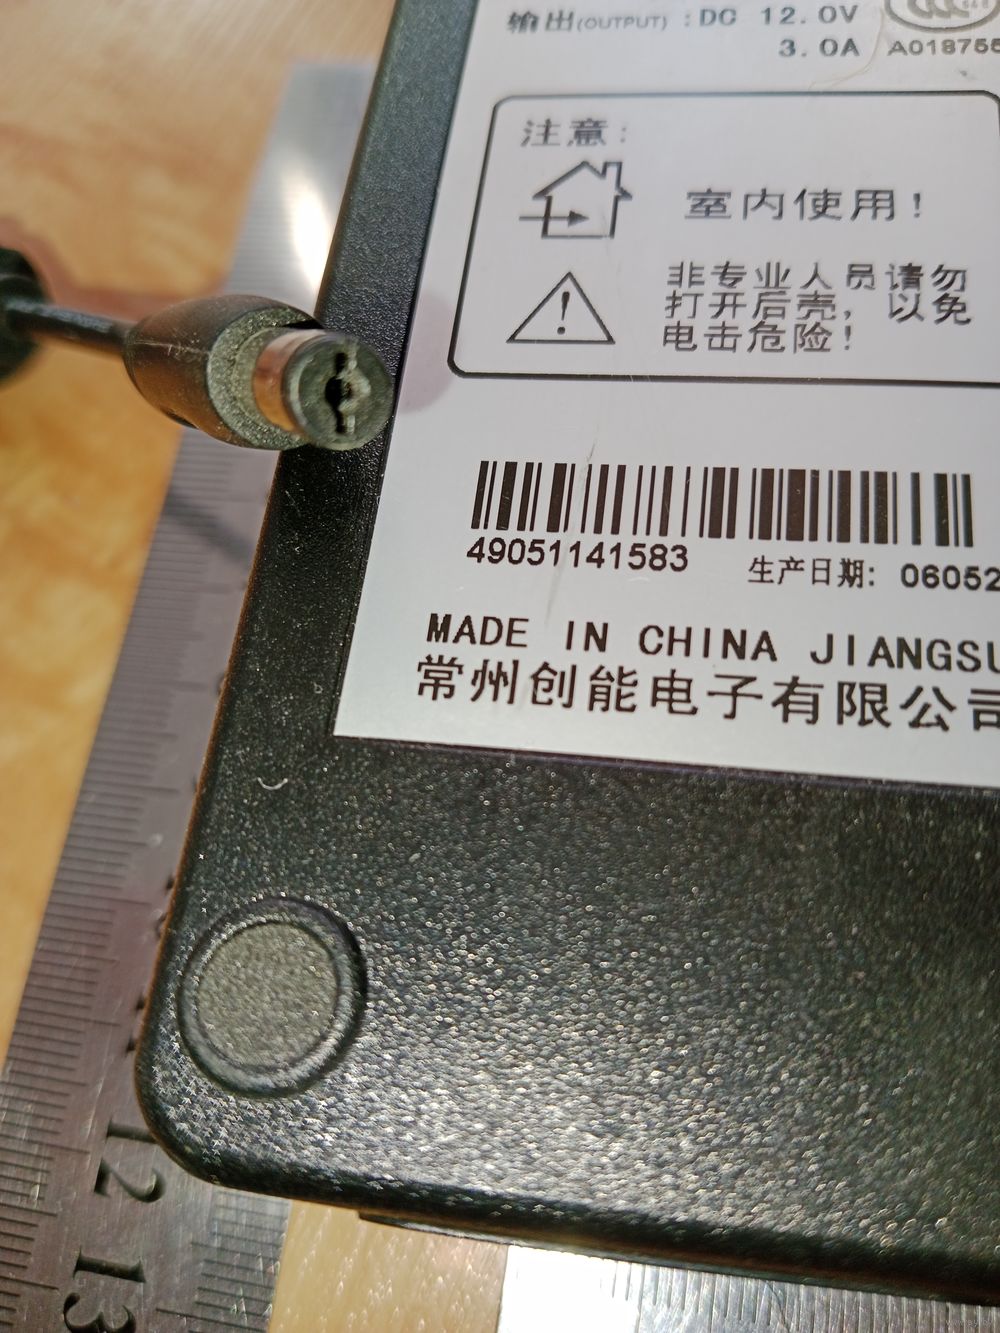 输出(OUTPUT) :DC 12.0V
3.0A A018755
注意:
室内使用!
非专业人员请勿
打开后壳, 以免
电击危险!
49051141583
生产日期: 06052
MADE IN CHINA JIANGSU
常州创能电子有限公司
12
13